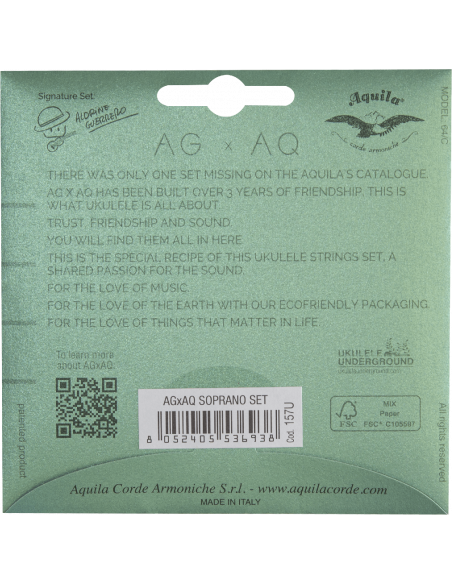 Signature Set:
ALDRINE
GUERRERO
Aquila®
corde armoniche
MODEL: 64C
AG x AQ
THERE WAS ONLY ONE SET MISSING ON THE AQUILA'S CATALOGUE.
AG X AQ HAS BEEN BUILT OVER 3 YEARS OF FRIENDSHIP. THIS IS
WHAT UKULELE IS ALL ABOUT.
TRUST, FRIENDSHIP AND SOUND.
YOU WILL FIND THEM ALL IN HERE.
THIS IS THE SPECIAL RECIPE OF THIS UKULELE STRINGS SET, A
SHARED PASSION FOR THE SOUND.
FOR THE LOVE OF MUSIC.
FOR THE LOVE OF THE EARTH WITH OUR ECOFRIENDLY PACKAGING.
FOR THE LOVE OF THINGS THAT MATTER IN LIFE.
To learn more
about AGxAQ:
UKULELE
UNDERGROUND
ukuleleunderground.com
AGxAQ SOPRANO SET
8 052405 536938
Cod. 157U
FSC
MIX
Paper
FSC® C105597
patented product
All rights reserved
Aquila Corde Armoniche S.r.l. - www.aquilacorde.com
MADE IN ITALY